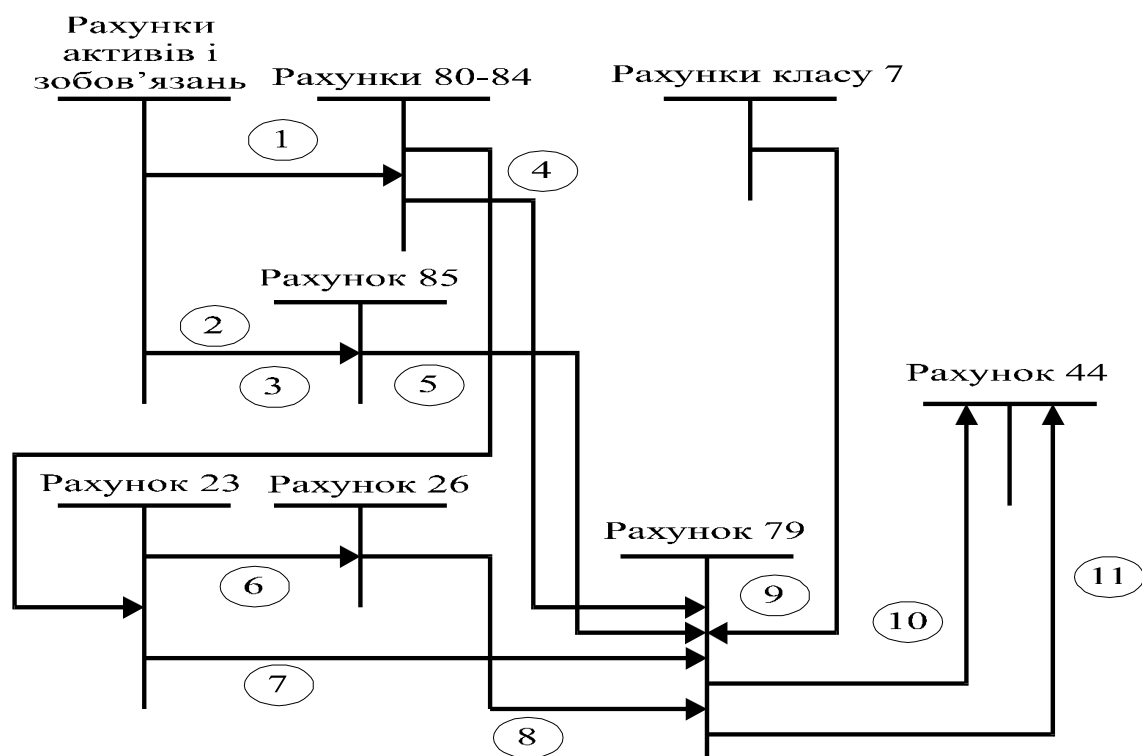 Рахунки
активів і
зобов’язань
Рахунки 80-84
Рахунки класу 7
1
4
Рахунок 85
2
3
5
Рахунок 44
Рахунок 23
Рахунок 26
Рахунок 79
6
9
11
10
7
8